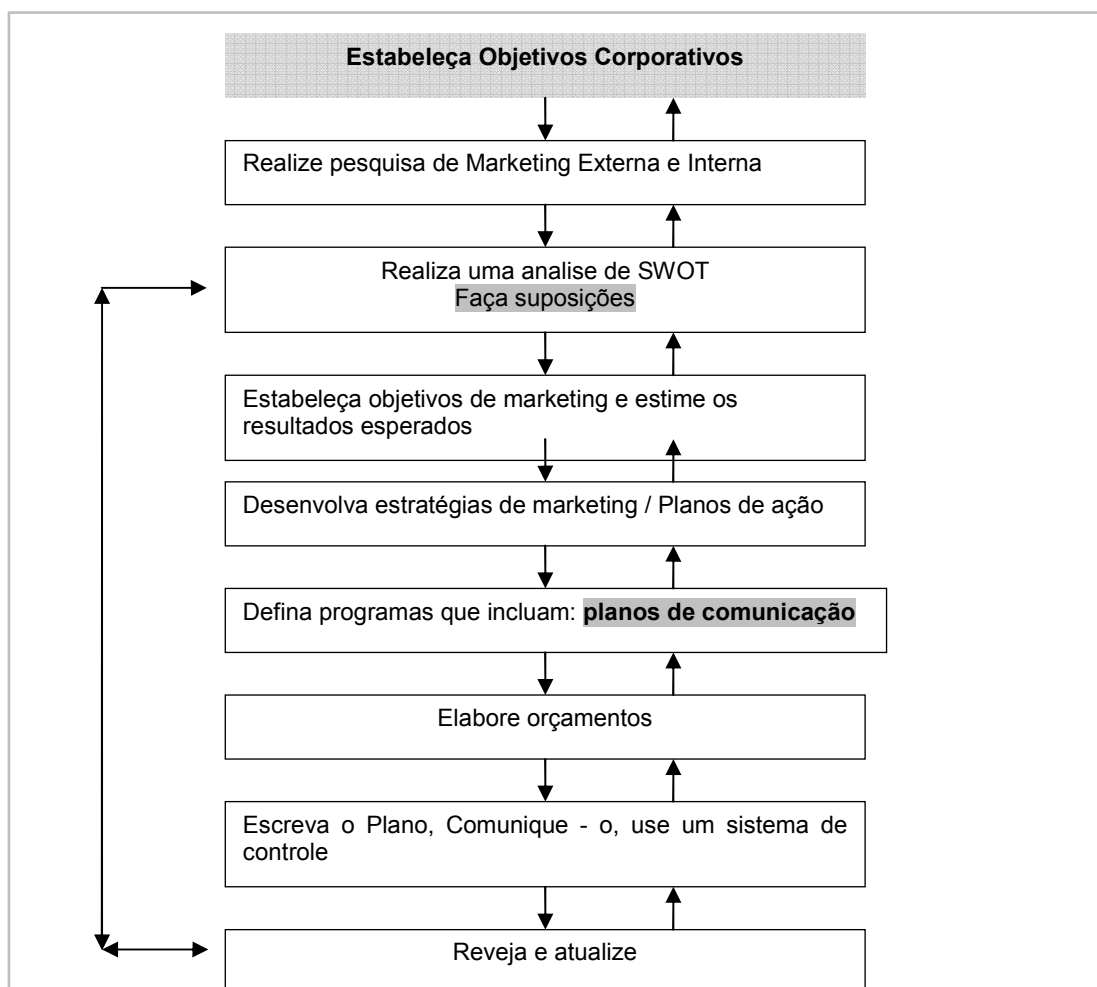 Estabeleça Objetivos Corporativos
Realize pesquisa de Marketing Externa e Interna
Realiza uma analise de SWOT
Faça suposições
Estabeleça objetivos de marketing e estime os
resultados esperados
Desenvolva estratégias de marketing / Planos de ação
Defina programas que incluam: planos de comunicação
Elabore orçamentos
Escreva o Plano, Comunique - o, use um sistema de
controle
Reveja e atualize